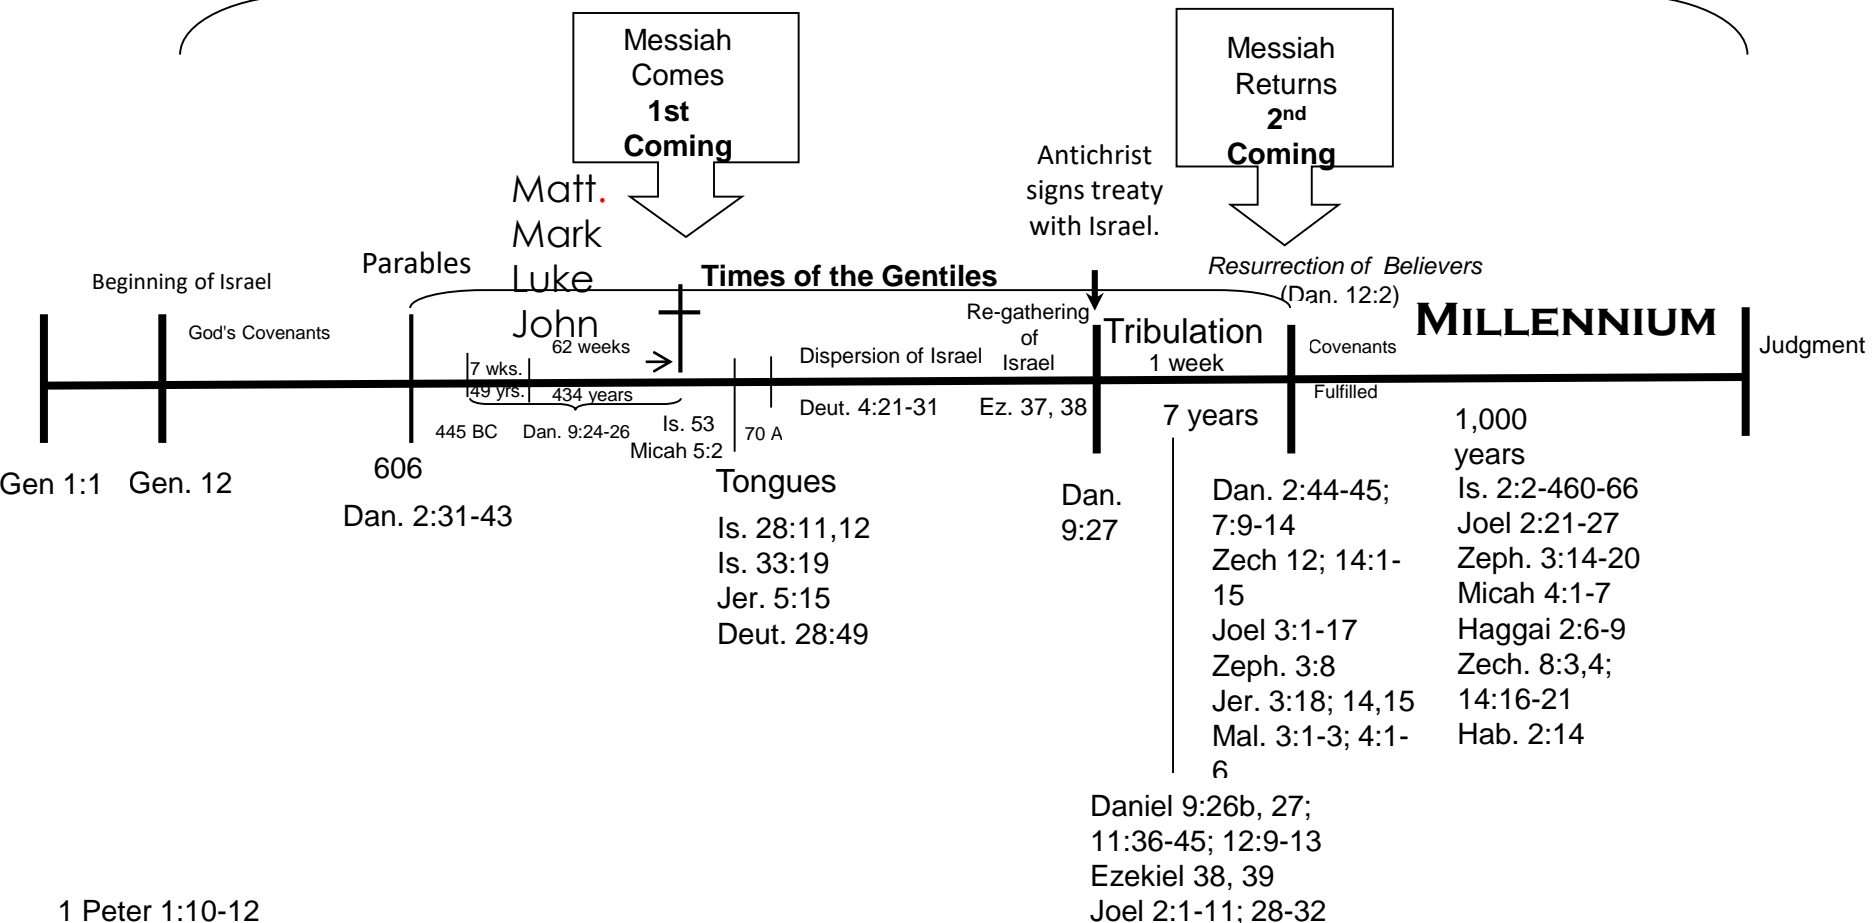 Messiah
Comes
1st
Coming
Messiah
Returns
2nd
Coming
Antichrist
signs treaty
with Israel.
Matt.
Mark
Luke
John
Parables
Beginning of Israel
God's Covenants
Times of the Gentiles
Resurrection of Believers
(Dan. 12:2)
Re-gathering
of
Israel
Tribulation
1 week
MILLENNIUM
Covenants
Fulfilled
Judgment
7 wks.
49 yrs.
62 weeks
434 years
Dispersion of Israel
Deut. 4:21-31
Ez. 37, 38
7 years
1,000
years
445 BC
Dan. 9:24-26
Is. 53
Micah 5:2
70 A
Gen 1:1
Gen. 12
606
Dan. 2:31-43
Tongues
Is. 28:11,12
Is. 33:19
Jer. 5:15
Deut. 28:49
Dan.
9:27
Dan. 2:44-45;
7:9-14
Zech 12; 14:1-
15
Joel 3:1-17
Zeph. 3:8
Jer. 3:18; 14,15
Mal. 3:1-3; 4:1-
6
Is. 2:2-460-66
Joel 2:21-27
Zeph. 3:14-20
Micah 4:1-7
Haggai 2:6-9
Zech. 8:3,4;
14:16-21
Hab. 2:14
Daniel 9:26b, 27;
11:36-45; 12:9-13
Ezekiel 38, 39
Joel 2:1-11; 28-32
1 Peter 1:10-12